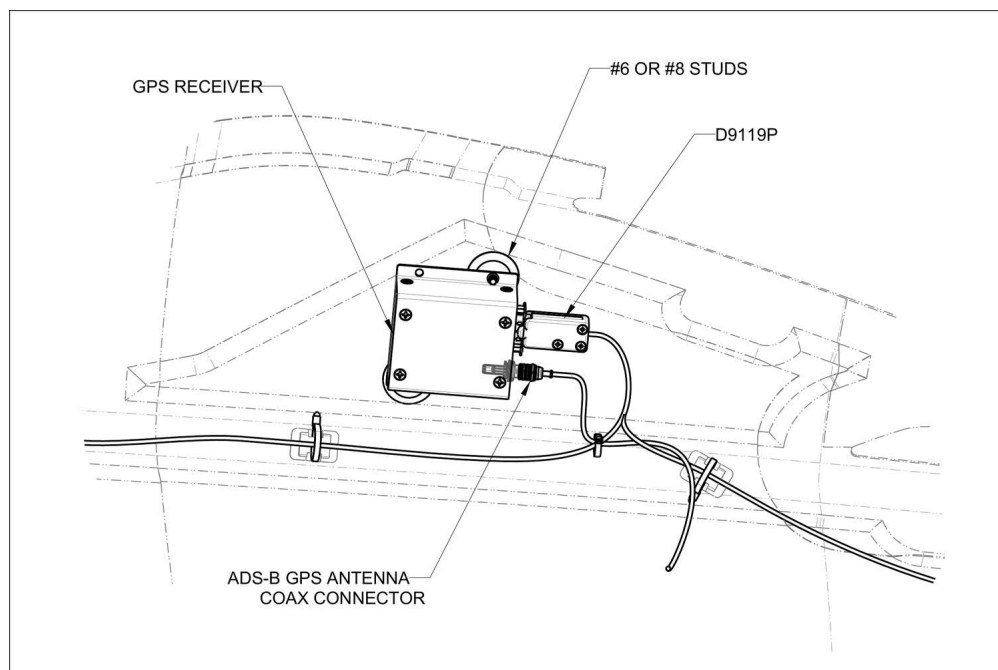 #6 OR #8 STUDS
GPS RECEIVER
D9119P
ADS-B GPS ANTENNA
COAX CONNECTOR